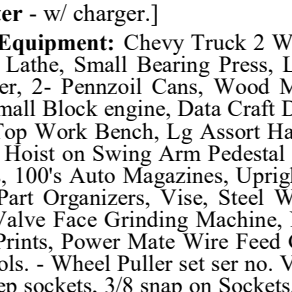 ter - w/ charger.]
Equipment: Chevy Truck 2 W
Lathe, Small Bearing Press, L
er, 2- Pennzoil Cans, Wood M
mall Block engine, Data Craft D
Top Work Bench, Lg Assort Ha
Hoist on Swing Arm Pedestal
, 100's Auto Magazines, Uprig
Part Organizers, Vise, Steel W
Valve Face Grinding Machine,
Prints, Power Mate Wire Feed
ols. - Wheel Puller set ser no. V
ep sockets, 3/8 snap on Sockets,